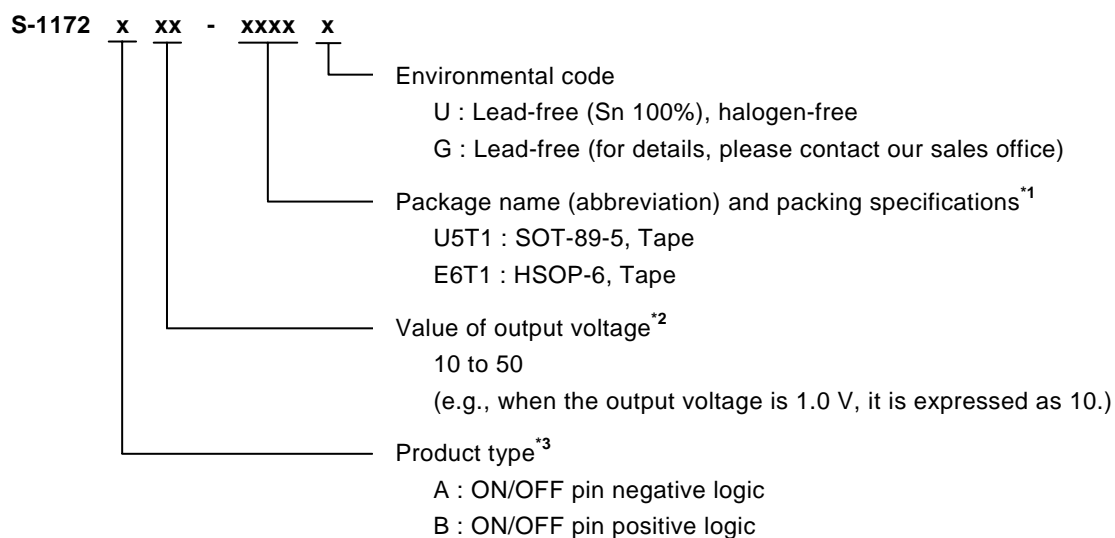 S-1172 x xx - xxxx x
Environmental code
U : Lead-free (Sn 100%), halogen-free
G : Lead-free (for details, please contact our sales office)
Package name (abbreviation) and packing specifications*1
U5T1 : SOT-89-5, Tape
E6T1 : HSOP-6, Tape
Value of output voltage*2
10 to 50
(e.g., when the output voltage is 1.0 V, it is expressed as 10.)
Product type*3
A : ON/OFF pin negative logic
B : ON/OFF pin positive logic